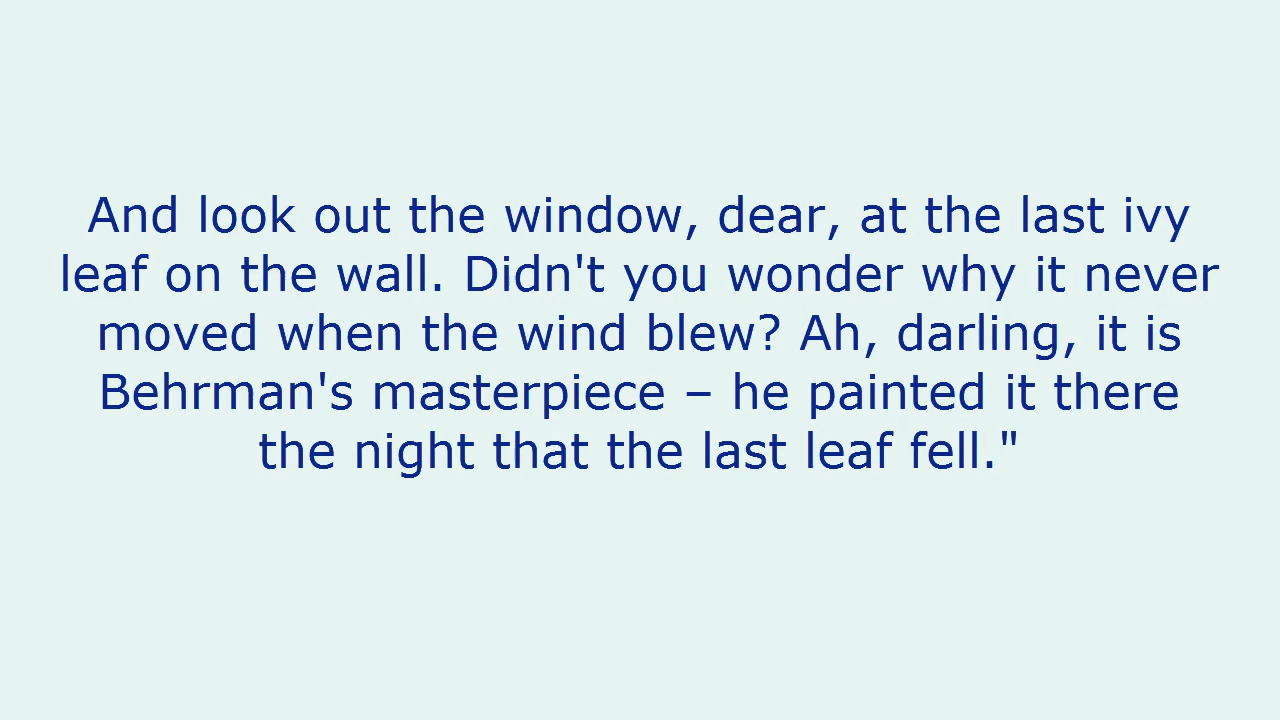 And look out the window, dear, at the last ivy
leaf on the wall. Didn't you wonder why it never
moved when the wind blew? Ah, darling, it is
Behrman's masterpiece – he painted it there
the night that the last leaf fell."